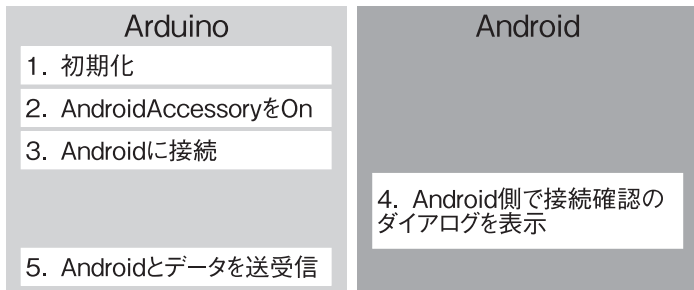 Arduino
1. 初期化
2. AndroidAccessoryをOn
3. Androidに接続
5. Androidとデータを送受信
Android
4. Android側で接続確認の
ダイアログを表示